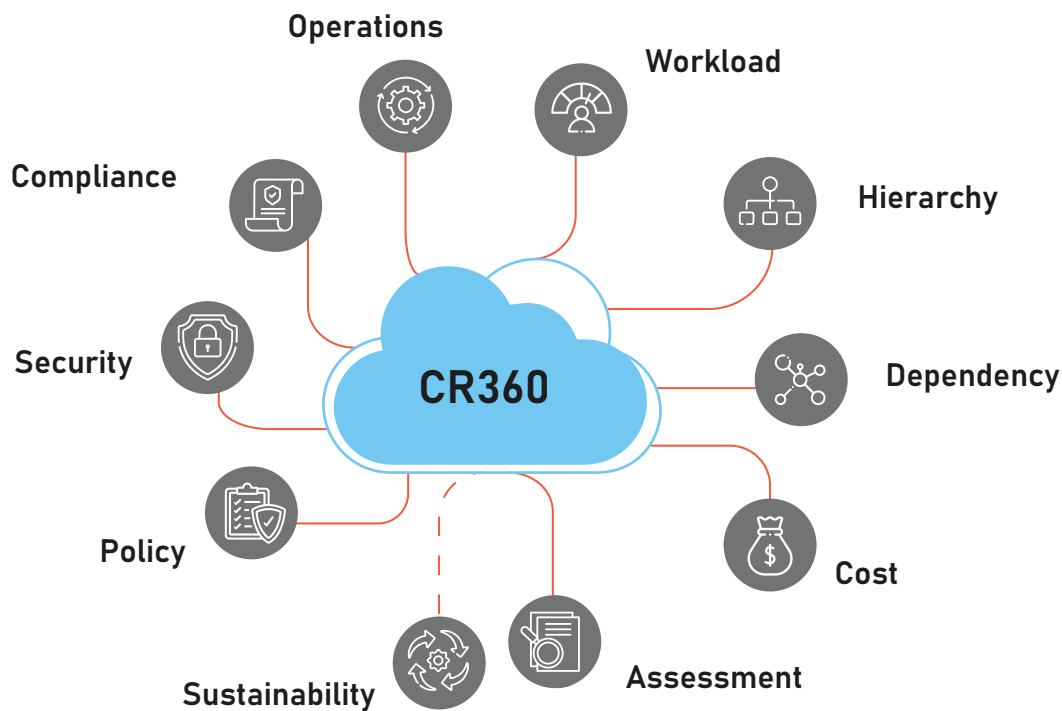 Operations
Workload
Compliance
Hierarchy
Security
Dependency
CR360
Policy
Cost
Sustainability
Assessment
$